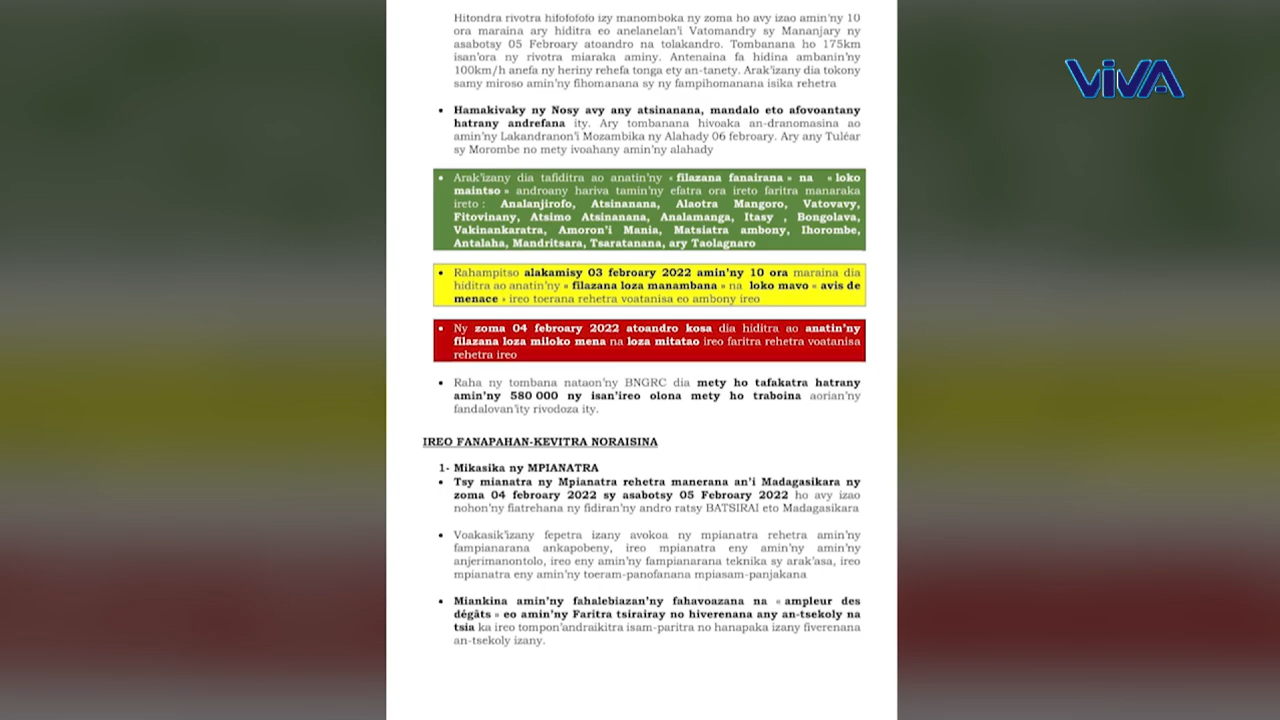 Hitondra rivotra hifofofofo izy manomboka ny zoma ho avy izao amin'ny 10
ora maraina ary hiditra eo anelanelan'i Vatomandry sy Mananjary ny
asabotsy 05 February atoandro na tolakandro. Tombanana ho 175km
isan'ora ny rivotra miaraka aminy. Antenaina fa hidina ambanin'ny
100km/h anefa ny heriny rehefa tonga ety an-tanety. Arak'izany dia tokony
samy miroso amin'ny fihomanana sy ny fampihomanana isika rehetra
• Hamakivaky ny Nosy avy any atsinanana, mandalo eto afovoantany
hatrany andrefana ity. Ary tombanana hivoaka an-dranomasina ao
amin'ny Lakandranon'i Mozambika ny Alahady 06 febroary. Ary any Tuléar
sy Morombe no mety ivoahany amin'ny alahady
• Arak'izany dia tafiditra ao anatin'ny « filazana fanairana » na « loko
maintso » androany hariva tamin'ny efatra ora ireto faritra manaraka
ireto : Analanjirofo, Atsinanana, Alaotra Mangoro, Vatovavy,
Fitovinany, Atsimo Atsinanana, Analamanga, Itasy , Bongolava,
Vakinankaratra, Amoron'i Mania, Matsiatra ambony, Ihorombe,
Antalaha, Mandritsara, Tsaratanana, ary Taolagnaro
• Rahampitso alakamisy 03 febroary 2022 amin'ny 10 ora maraina dia
hiditra ao anatin'ny « filazana loza manambana » na loko mavo « avis de
menace » ireo toerana rehetra voatanisa eo ambony ireo
• Ny zoma 04 febroary 2022 atoandro kosa dia hiditra ao anatin'ny
filazana loza miloko mena na loza mitatao ireo faritra rehetra voatanisa
rehetra ireo
• Raha ny tombana nataon'ny BNGRC dia mety ho tafakatra hatrany
amin'ny 580 000 ny isan'ireo olona mety ho traboina aorian'ny
fandalovan'ity rivodoza ity.
IREO FANAPAHAN-KEVITRA NORAISINA
1- Mikasika ny MPIANATRA
• Tsy mianatra ny Mpianatra rehetra manerana an'i Madagasikara ny
zoma 04 febroary 2022 sy asabotsy 05 Febroary 2022 ho avy izao
nohon'ny fiatrehana ny fidiran'ny andro ratsy BATSIRAI eto Madagasikara
• Voakasik'izany fepetra izany avokoa ny mpianatra rehetra amin'ny
fampianarana ankapobeny, ireo mpianatra eny amin'ny amin'ny
anjerimanontolo, ireo eny amin'ny fampianarana teknika sy arak'asa, ireo
mpianatra eny amin'ny toeram-panofanana mpiasam-panjakana
• Miankina amin'ny fahalebiazan'ny fahavoazana na « ampleur des
dégâts » eo amin'ny Faritra tsirairay no hiverenana any an-tsekoly na
tsia ka ireo tompon'andraikitra isam-paritra no hanapaka izany fiverenana
an-tsekoly izany.
VIVA